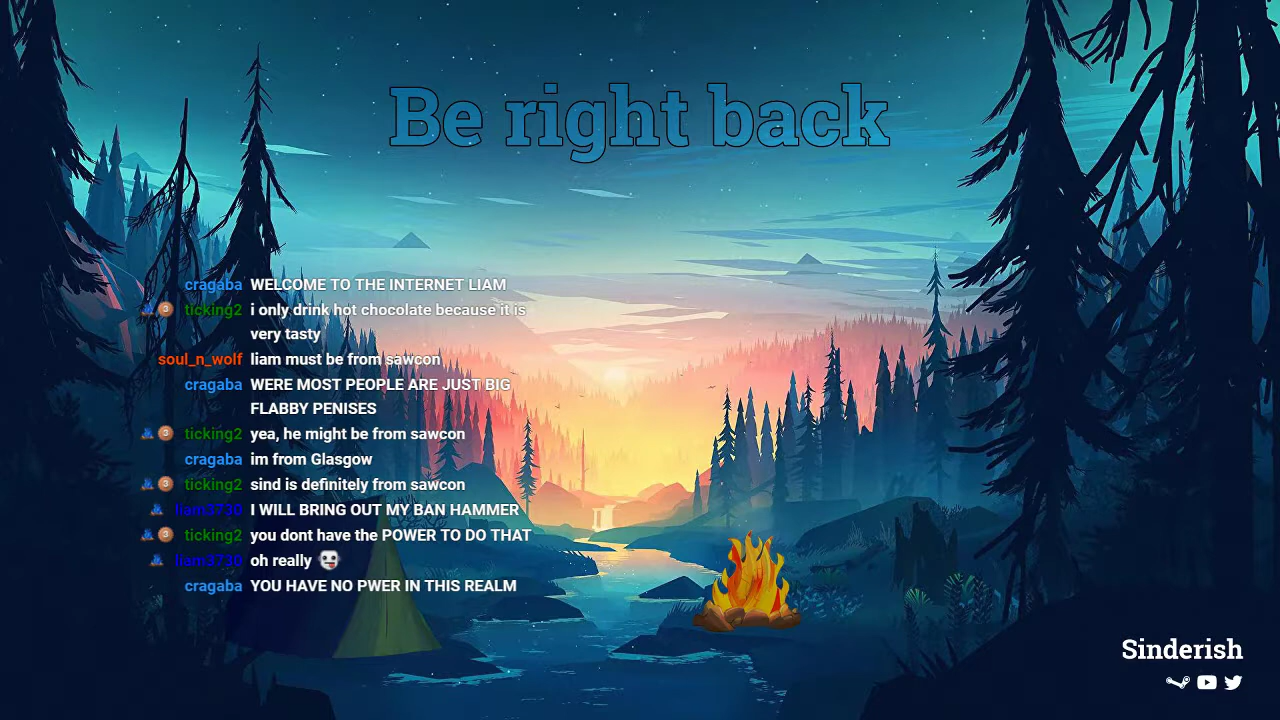 Be right back
cragaba WELCOME TO THE INTERNET LIAM
3 ticking2 i only drink hot chocolate because it is
very tasty
soul_n_wolf liam must be from sawcon
cragaba WERE MOST PEOPLE ARE JUST BIG
FLABBY PENISES
3 ticking2 yea, he might be from sawcon
cragaba im from Glasgow
3 ticking2 sind is definitely from sawcon
liam3730 I WILL BRING OUT MY BAN HAMMER
3 ticking2 you dont have the POWER TO DO THAT
liam3730 oh really
cragaba YOU HAVE NO PWER IN THIS REALM
Sinderish